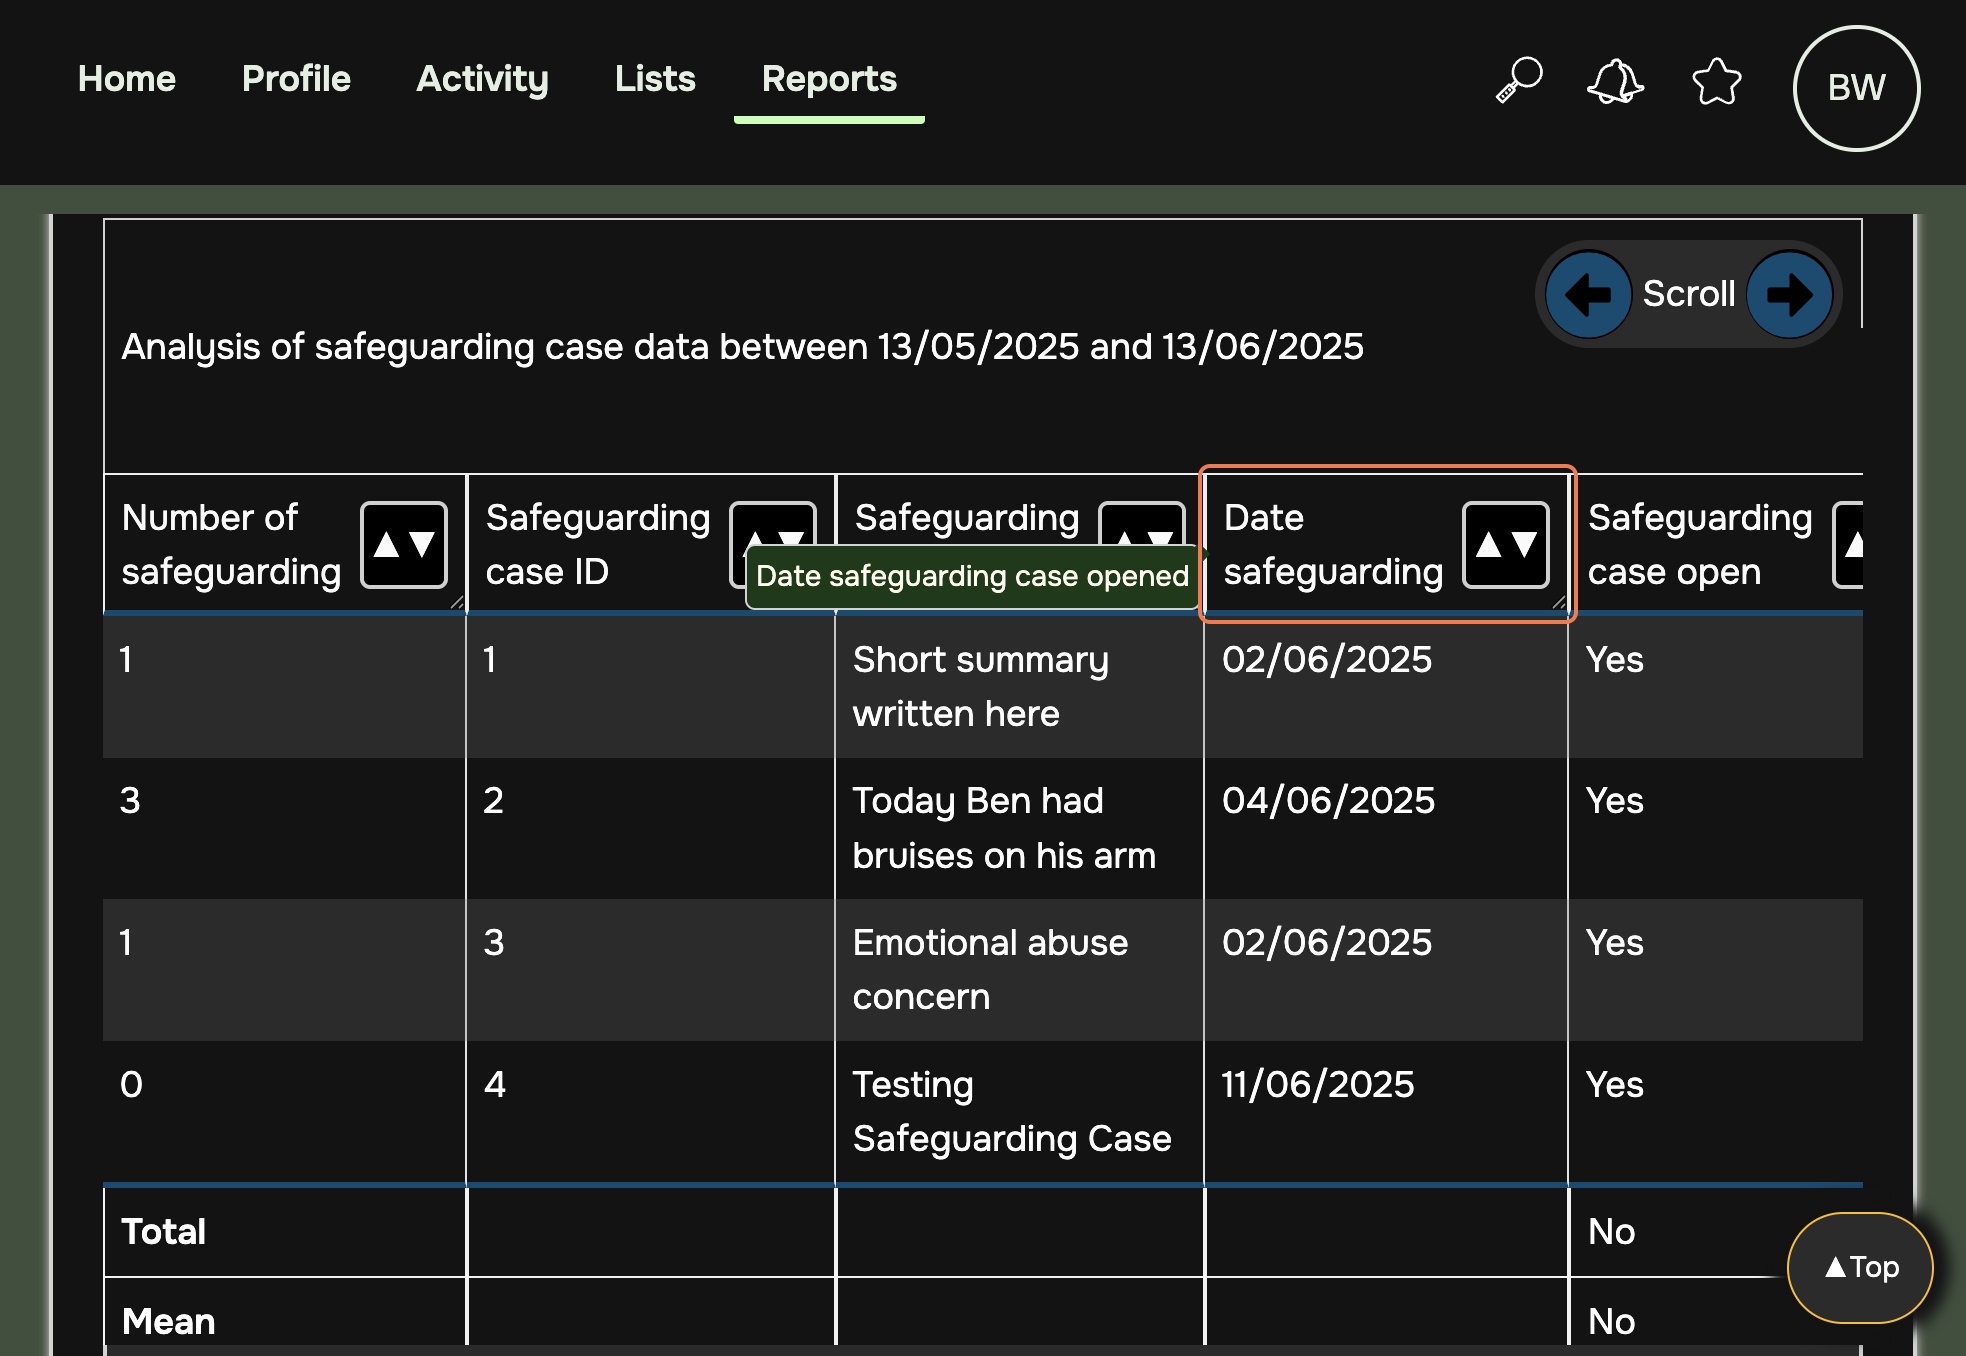 Home Profile Activity Lists Reports BW
Scroll
Analysis of safeguarding case data between 13/05/2025 and 13/06/2025
Number of safeguarding ▲▼
Safeguarding case ID ▲▼
Safeguarding ▲▼
Date safeguarding ▲▼
Safeguarding case open ▲
Date safeguarding case opened
1 1 Short summary written here 02/06/2025 Yes
3 2 Today Ben had bruises on his arm 04/06/2025 Yes
1 3 Emotional abuse concern 02/06/2025 Yes
0 4 Testing Safeguarding Case 11/06/2025 Yes
Total No
▲Top
Mean No